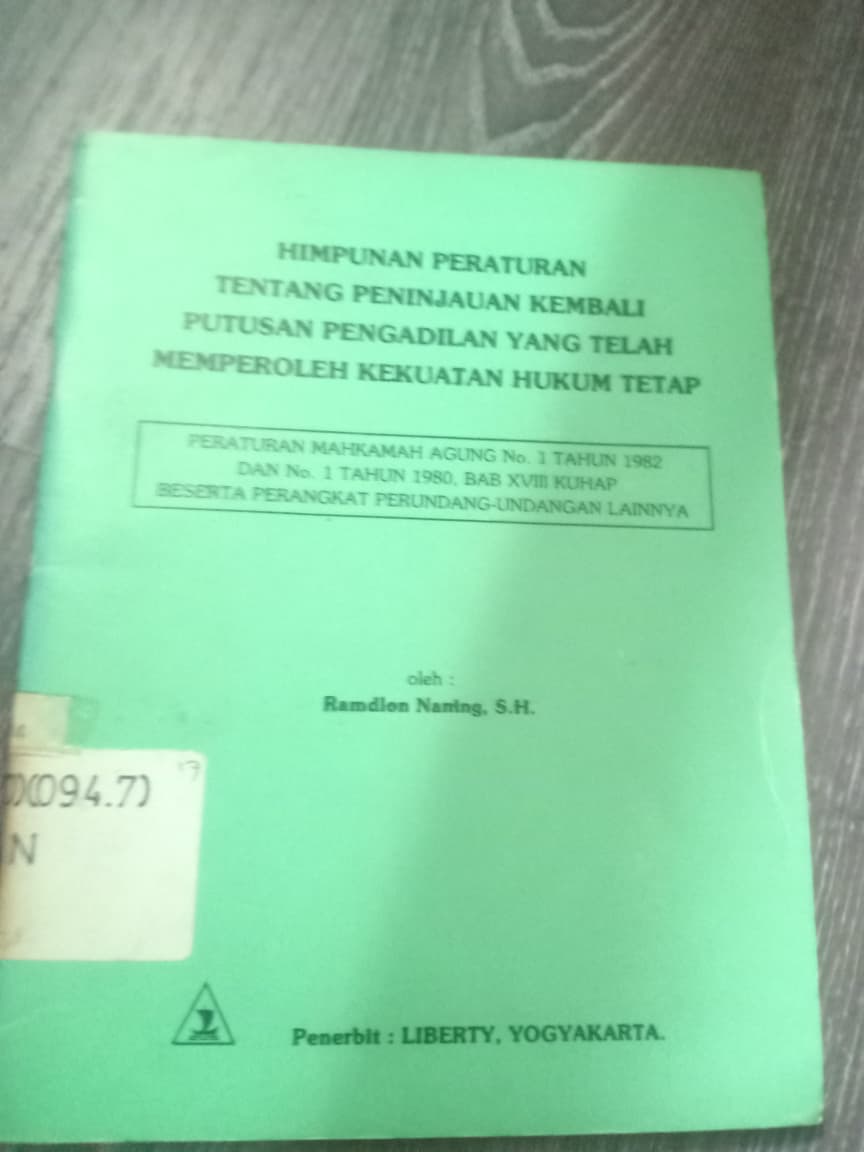 HIMPUNAN PERATURAN
TENTANG PENINJAUAN KEMBALI
PUTUSAN PENGADILAN YANG TELAH
MEMPEROLEH KEKUATAN HUKUM TETAP
PERATURAN MAHKAMAH AGUNG No. 1 TAHUN 1982
DAN No. 1 TAHUN 1980, BAB XVIII KUHAP
BESERTA PERANGKAT PERUNDANG-UNDANGAN LAINNYA
oleh :
Ramdlon Naning, S.H.
17
)(094.7)
N
Penerbit : LIBERTY, YOGYAKARTA.